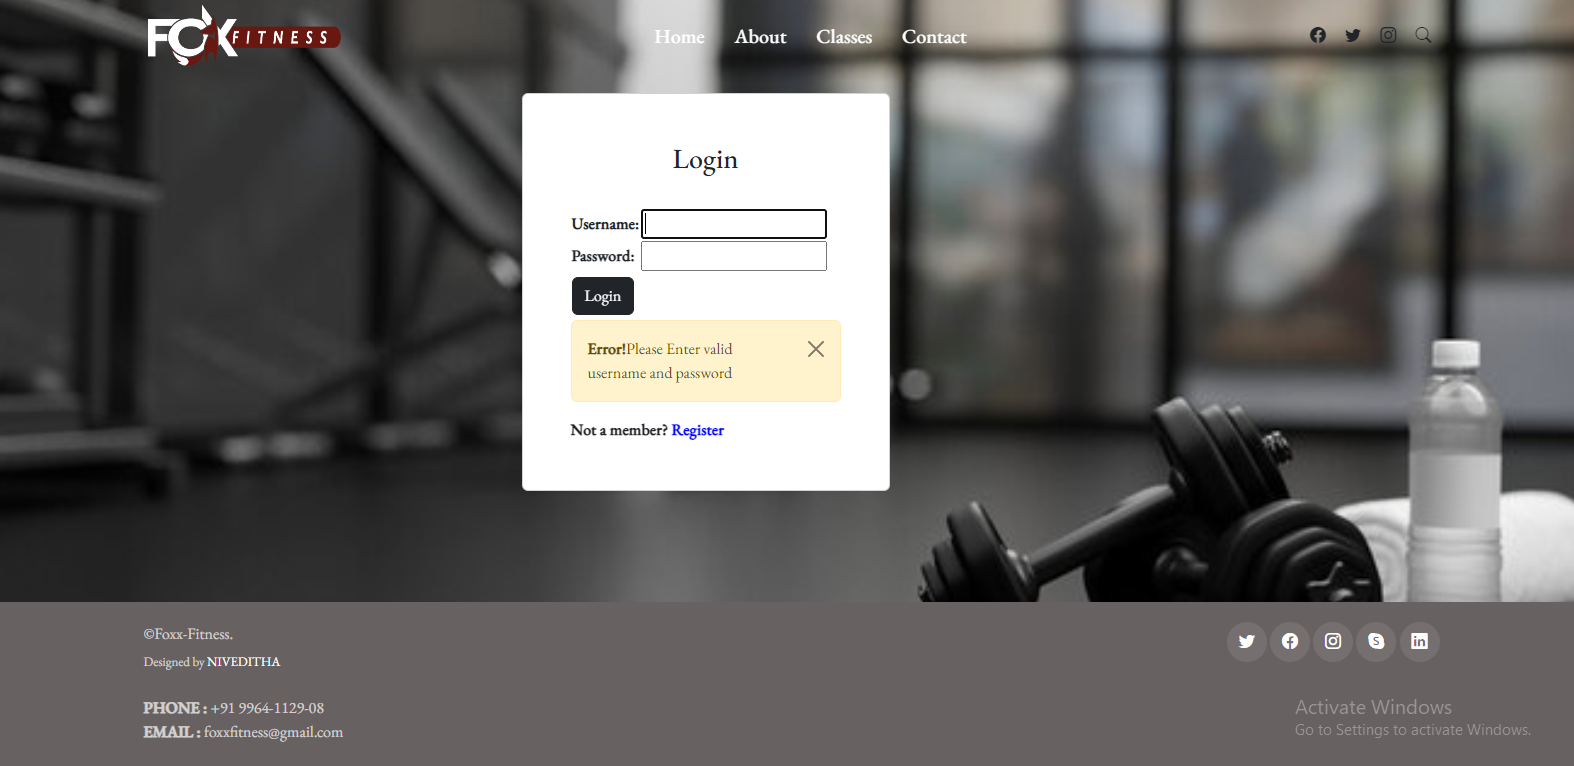 FOX FITNESS
Home About Classes Contact
Login
Username:
Password:
Login
Error!Please Enter valid
username and password
Not a member? Register
©Foxx-Fitness.
Designed by NIVEDITHA
PHONE : +91 9964-1129-08
EMAIL : foxxfitness@gmail.com
Activate Windows
Go to Settings to activate Windows.